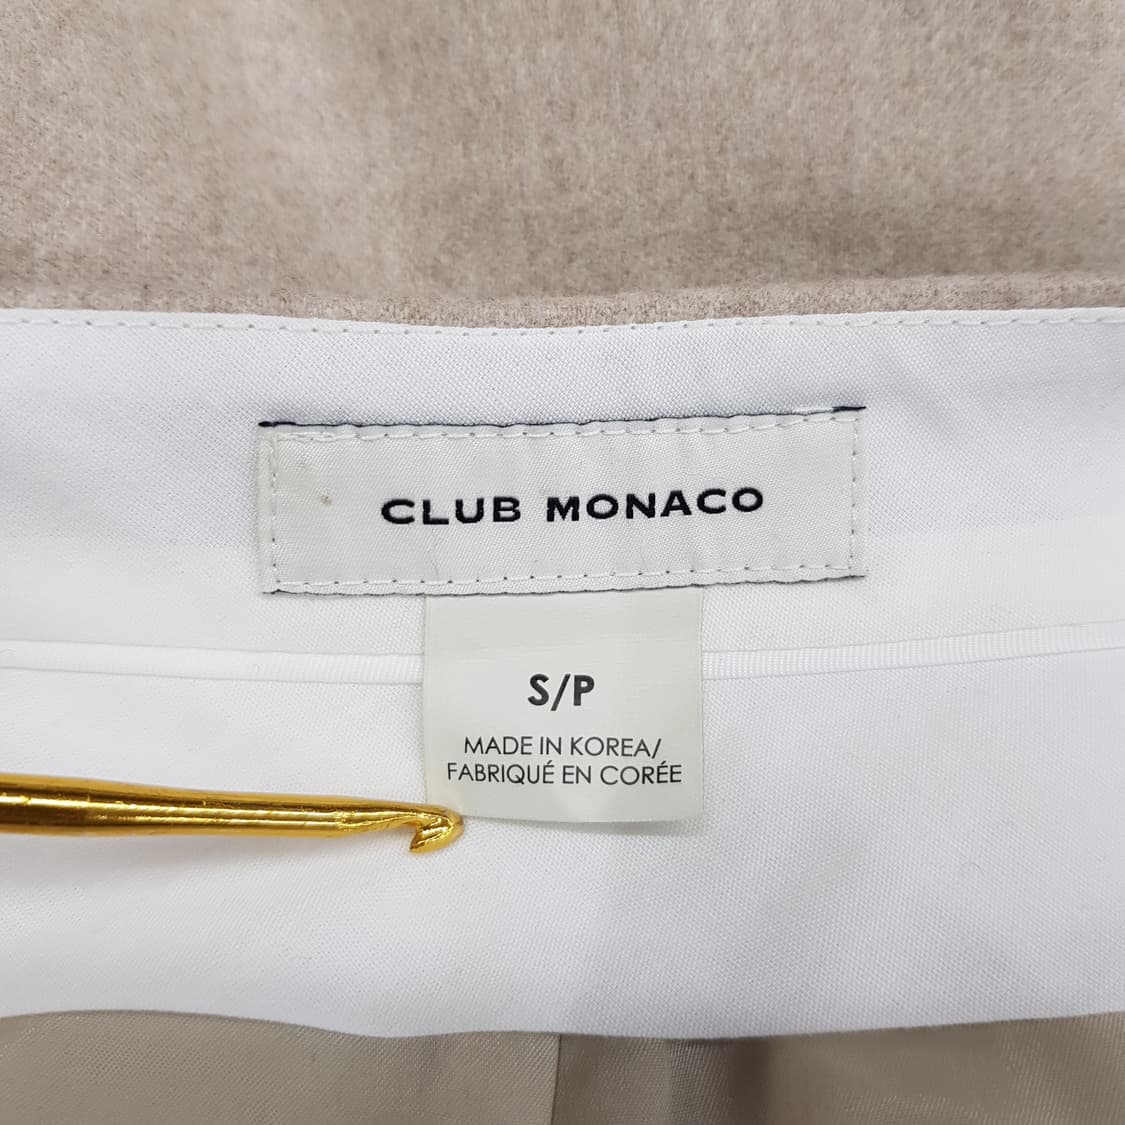 CLUB MONACO
S/P
MADE IN KOREA/
FABRIQUÉ EN CORÉE